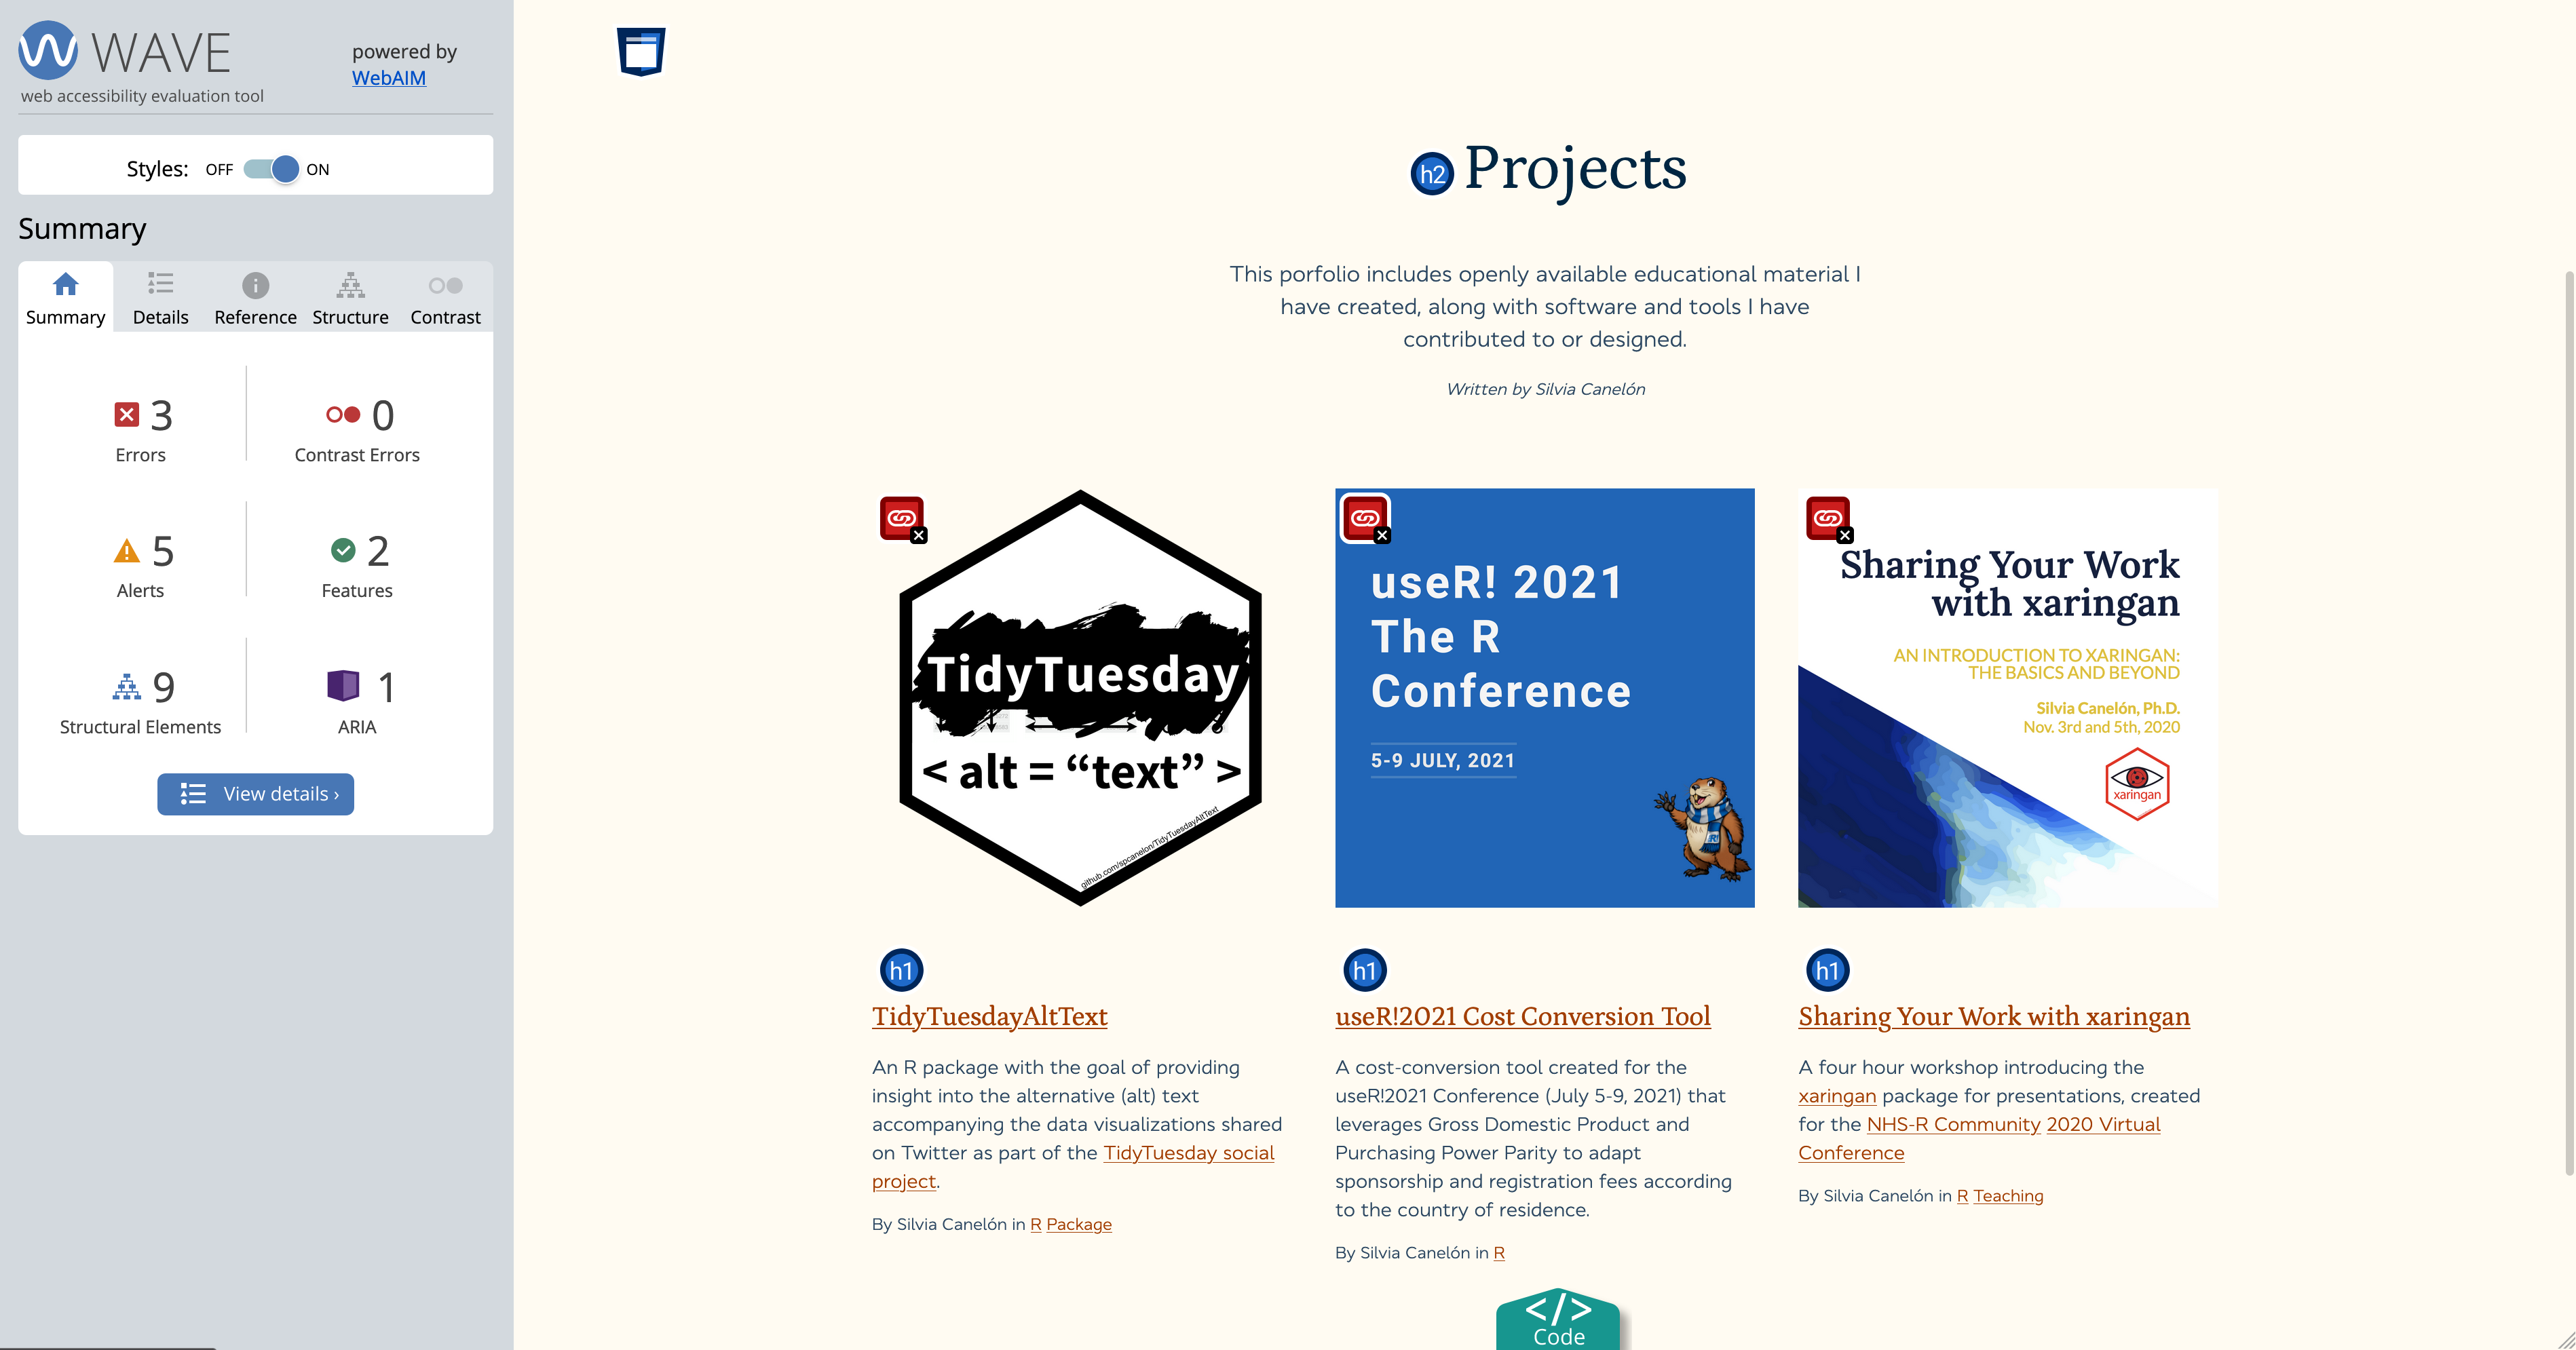 WAVE
powered by
WebAIM
web accessibility evaluation tool
Styles: OFF ON
Summary
Summary Details Reference Structure Contrast
3 0
Errors Contrast Errors
5 2
Alerts Features
9 1
Structural Elements ARIA
View details ›
h2 Projects
This porfolio includes openly available educational material I
have created, along with software and tools I have
contributed to or designed.
Written by Silvia Canelón
TidyTuesday
< alt = “text” >
github.com/spcanelon/TidyTuesdayAltText
useR! 2021
The R
Conference
5-9 JULY, 2021
R!
Sharing Your Work
with xaringan
AN INTRODUCTION TO XARINGAN:
THE BASICS AND BEYOND
Silvia Canelón, Ph.D.
Nov. 3rd and 5th, 2020
xaringan
h1
TidyTuesdayAltText
An R package with the goal of providing
insight into the alternative (alt) text
accompanying the data visualizations shared
on Twitter as part of the TidyTuesday social
project.
By Silvia Canelón in R Package
h1
useR!2021 Cost Conversion Tool
A cost-conversion tool created for the
useR!2021 Conference (July 5-9, 2021) that
leverages Gross Domestic Product and
Purchasing Power Parity to adapt
sponsorship and registration fees according
to the country of residence.
By Silvia Canelón in R
h1
Sharing Your Work with xaringan
A four hour workshop introducing the
xaringan package for presentations, created
for the NHS-R Community 2020 Virtual
Conference
By Silvia Canelón in R Teaching
</>
Code